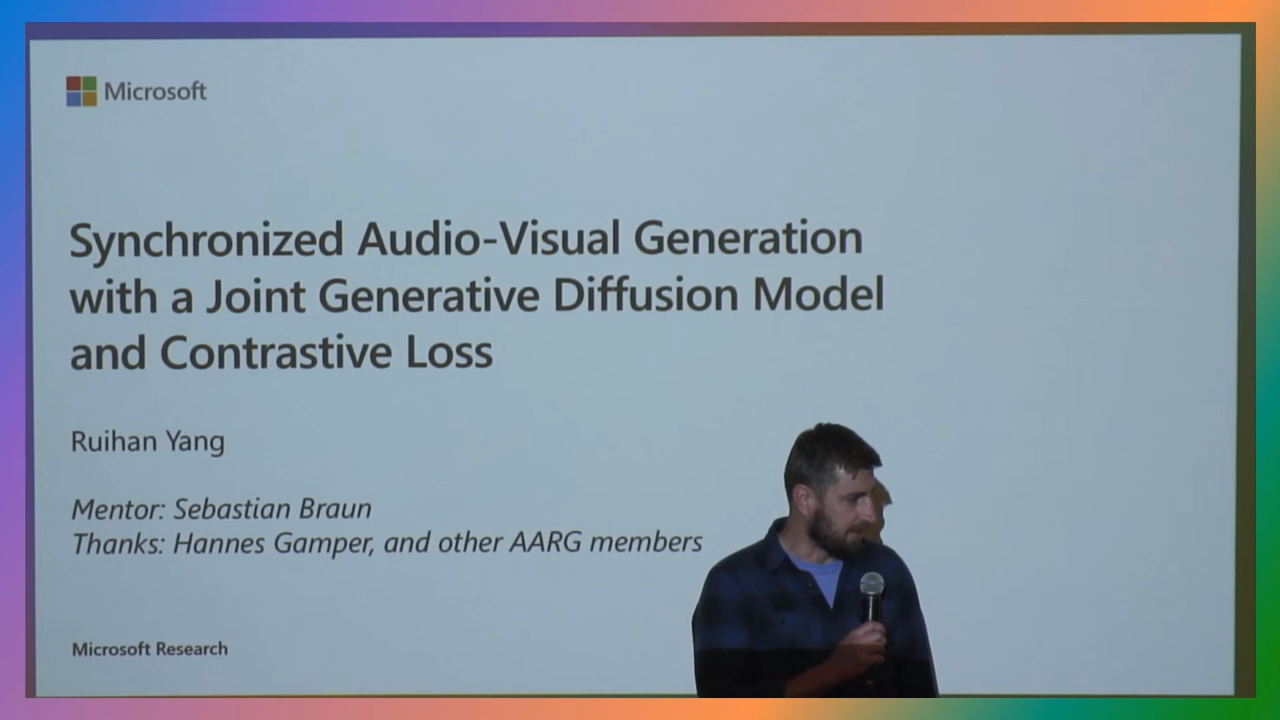 Microsoft
Synchronized Audio-Visual Generation
with a Joint Generative Diffusion Model
and Contrastive Loss
Ruihan Yang
Mentor: Sebastian Braun
Thanks: Hannes Gamper, and other AARG members
Microsoft Research